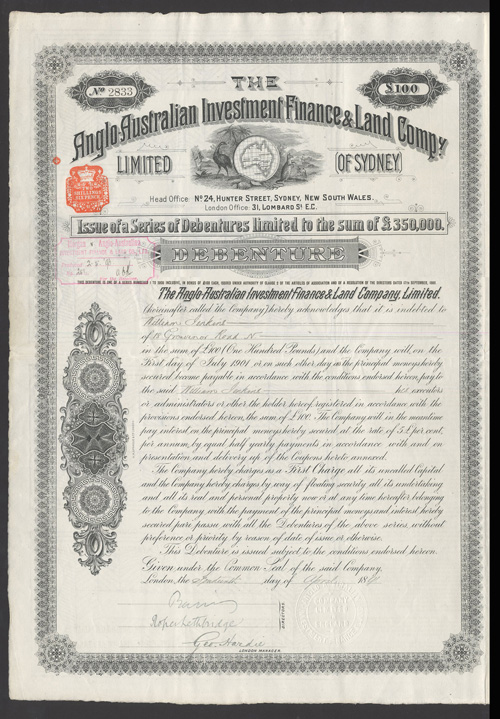 THE
No 2833
£100
Anglo-Australian Investment Finance & Land Compy.
LIMITED (OF SYDNEY)
Head Office: No 24, HUNTER STREET, SYDNEY, NEW SOUTH WALES.
London Office: 31, LOMBARD St E.C.
Issue of a Series of Debentures limited to the sum of £350,000.
DEBENTURE
The Anglo-Australian Investment Finance & Land Company, Limited.
(hereinafter called the Company) hereby acknowledges that it is indebted to
William
of Road N
in the sum of £100 (One Hundred Pounds) and the Company will, on the
First day of July 1901 or on such other day as the principal moneys hereby
secured become payable in accordance with the conditions endorsed hereon, pay to
the said William his executors
or administrators or other the holder hereof registered in accordance with the
provisions endorsed hereon, the sum of £100. The Company will in the meantime
pay interest on the principal moneys hereby secured at the rate of 5 per cent.
per annum, by equal half yearly payments in accordance with and on
presentation and delivery up of the Coupons hereto annexed.
The Company hereby charges as a First Charge all its uncalled Capital
and the Company hereby charges by way of floating security all its undertaking
and all its real and personal property now or at any time hereafter belonging
to the Company with the payment of the principal moneys and interest hereby
secured pari passu with all the Debentures of the above series without
preference or priority by reason of date of issue or otherwise.
This Debenture is issued subject to the conditions endorsed hereon.
Given under the Common Seal of the said Company.
London, the day of April 18
DIRECTORS.
Roper Lethbridge
Geo. Hardie
LONDON MANAGER.